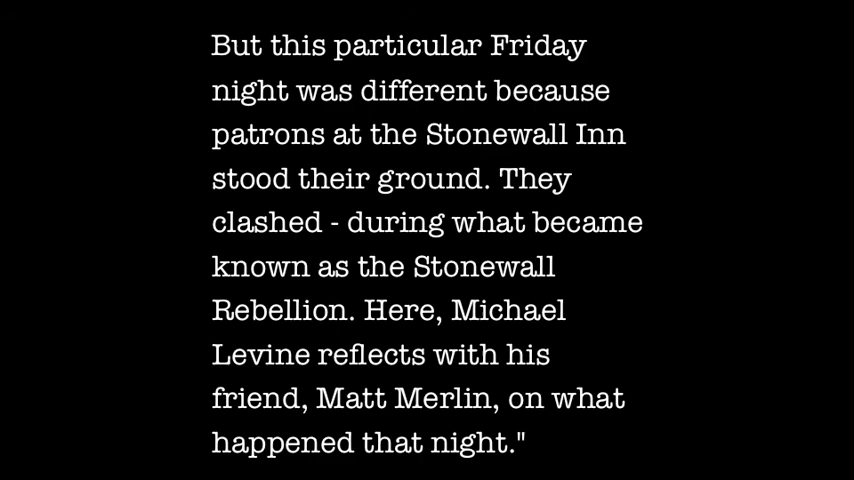 But this particular Friday
night was different because
patrons at the Stonewall Inn
stood their ground. They
clashed - during what became
known as the Stonewall
Rebellion. Here, Michael
Levine reflects with his
friend, Matt Merlin, on what
happened that night."